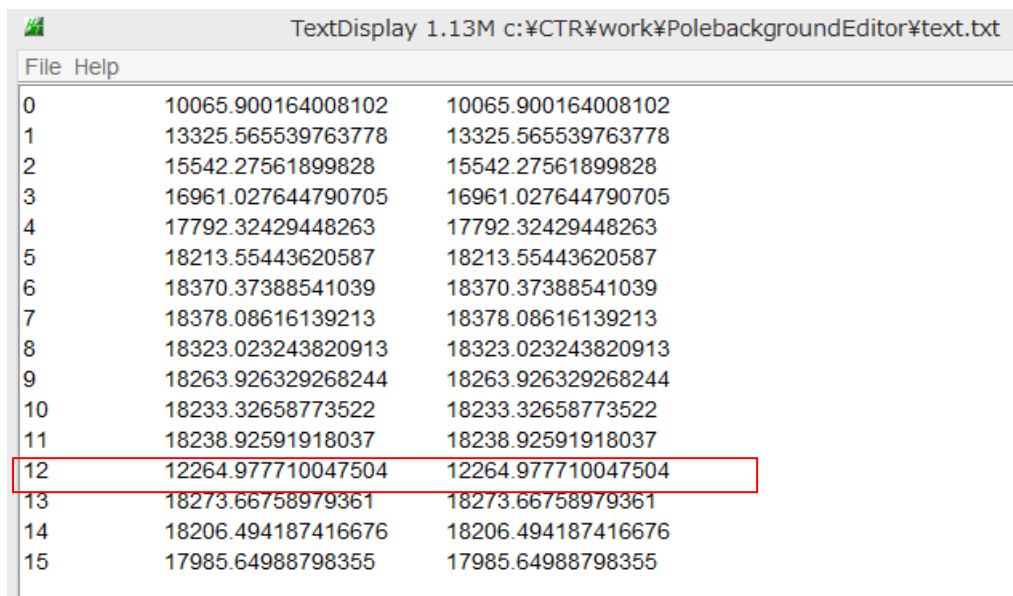 TextDisplay 1.13M c:¥CTR¥work¥PolebackgroundEditor¥text.txt
File Help
0 10065.900164008102 10065.900164008102
1 13325.565539763778 13325.565539763778
2 15542.27561899828 15542.27561899828
3 16961.027644790705 16961.027644790705
4 17792.32429448263 17792.32429448263
5 18213.55443620587 18213.55443620587
6 18370.37388541039 18370.37388541039
7 18378.08616139213 18378.08616139213
8 18323.023243820913 18323.023243820913
9 18263.926329268244 18263.926329268244
10 18233.32658773522 18233.32658773522
11 18238.92591918037 18238.92591918037
12 12264.977710047504 12264.977710047504
13 18273.66758979361 18273.66758979361
14 18206.494187416676 18206.494187416676
15 17985.64988798355 17985.64988798355